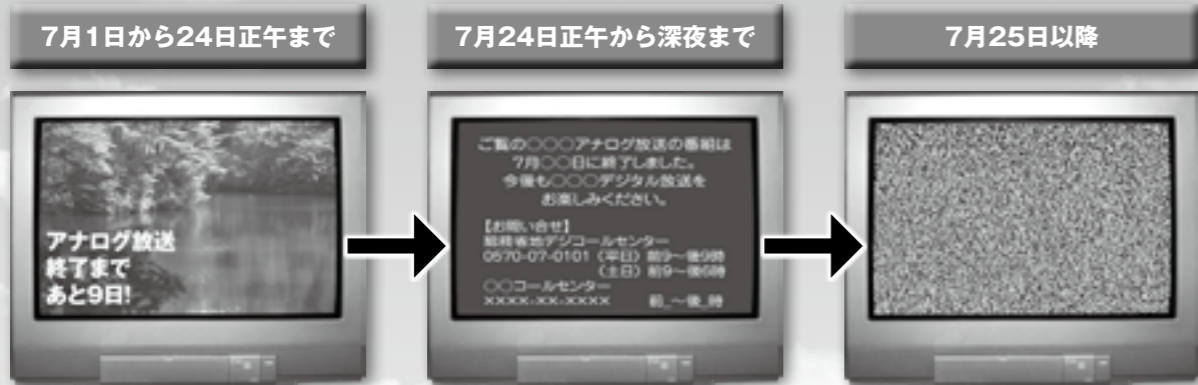 7月1日から24日正午まで
7月24日正午から深夜まで
7月25日以降
アナログ放送
終了まで
あと9日!
ご覧の○○○アナログ放送の番組は
7月○○日に終了しました。
今後も○○○デジタル放送を
お楽しみください。
【お問い合せ】
総務省地デジコールセンター
0570-07-0101（平日）前9～後9時
（土日）前9～後6時
○○コールセンター
××××-××-×××× 前_～後_時